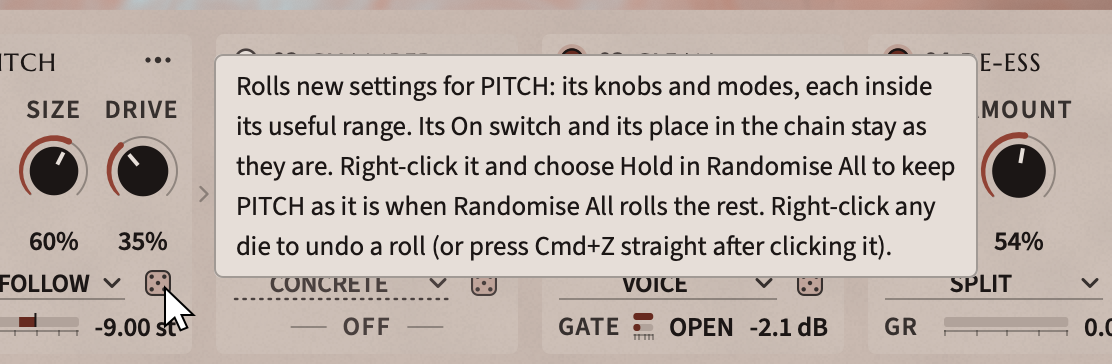 ITCH
E-ESS
SIZE DRIVE
MOUNT
Rolls new settings for PITCH: its knobs and modes, each inside
its useful range. Its On switch and its place in the chain stay as
they are. Right-click it and choose Hold in Randomise All to keep
PITCH as it is when Randomise All rolls the rest. Right-click any
die to undo a roll (or press Cmd+Z straight after clicking it).
60% 35%
54%
FOLLOW CONCRETE VOICE SPLIT
-9.00 st OFF GATE OPEN -2.1 dB GR 0.0